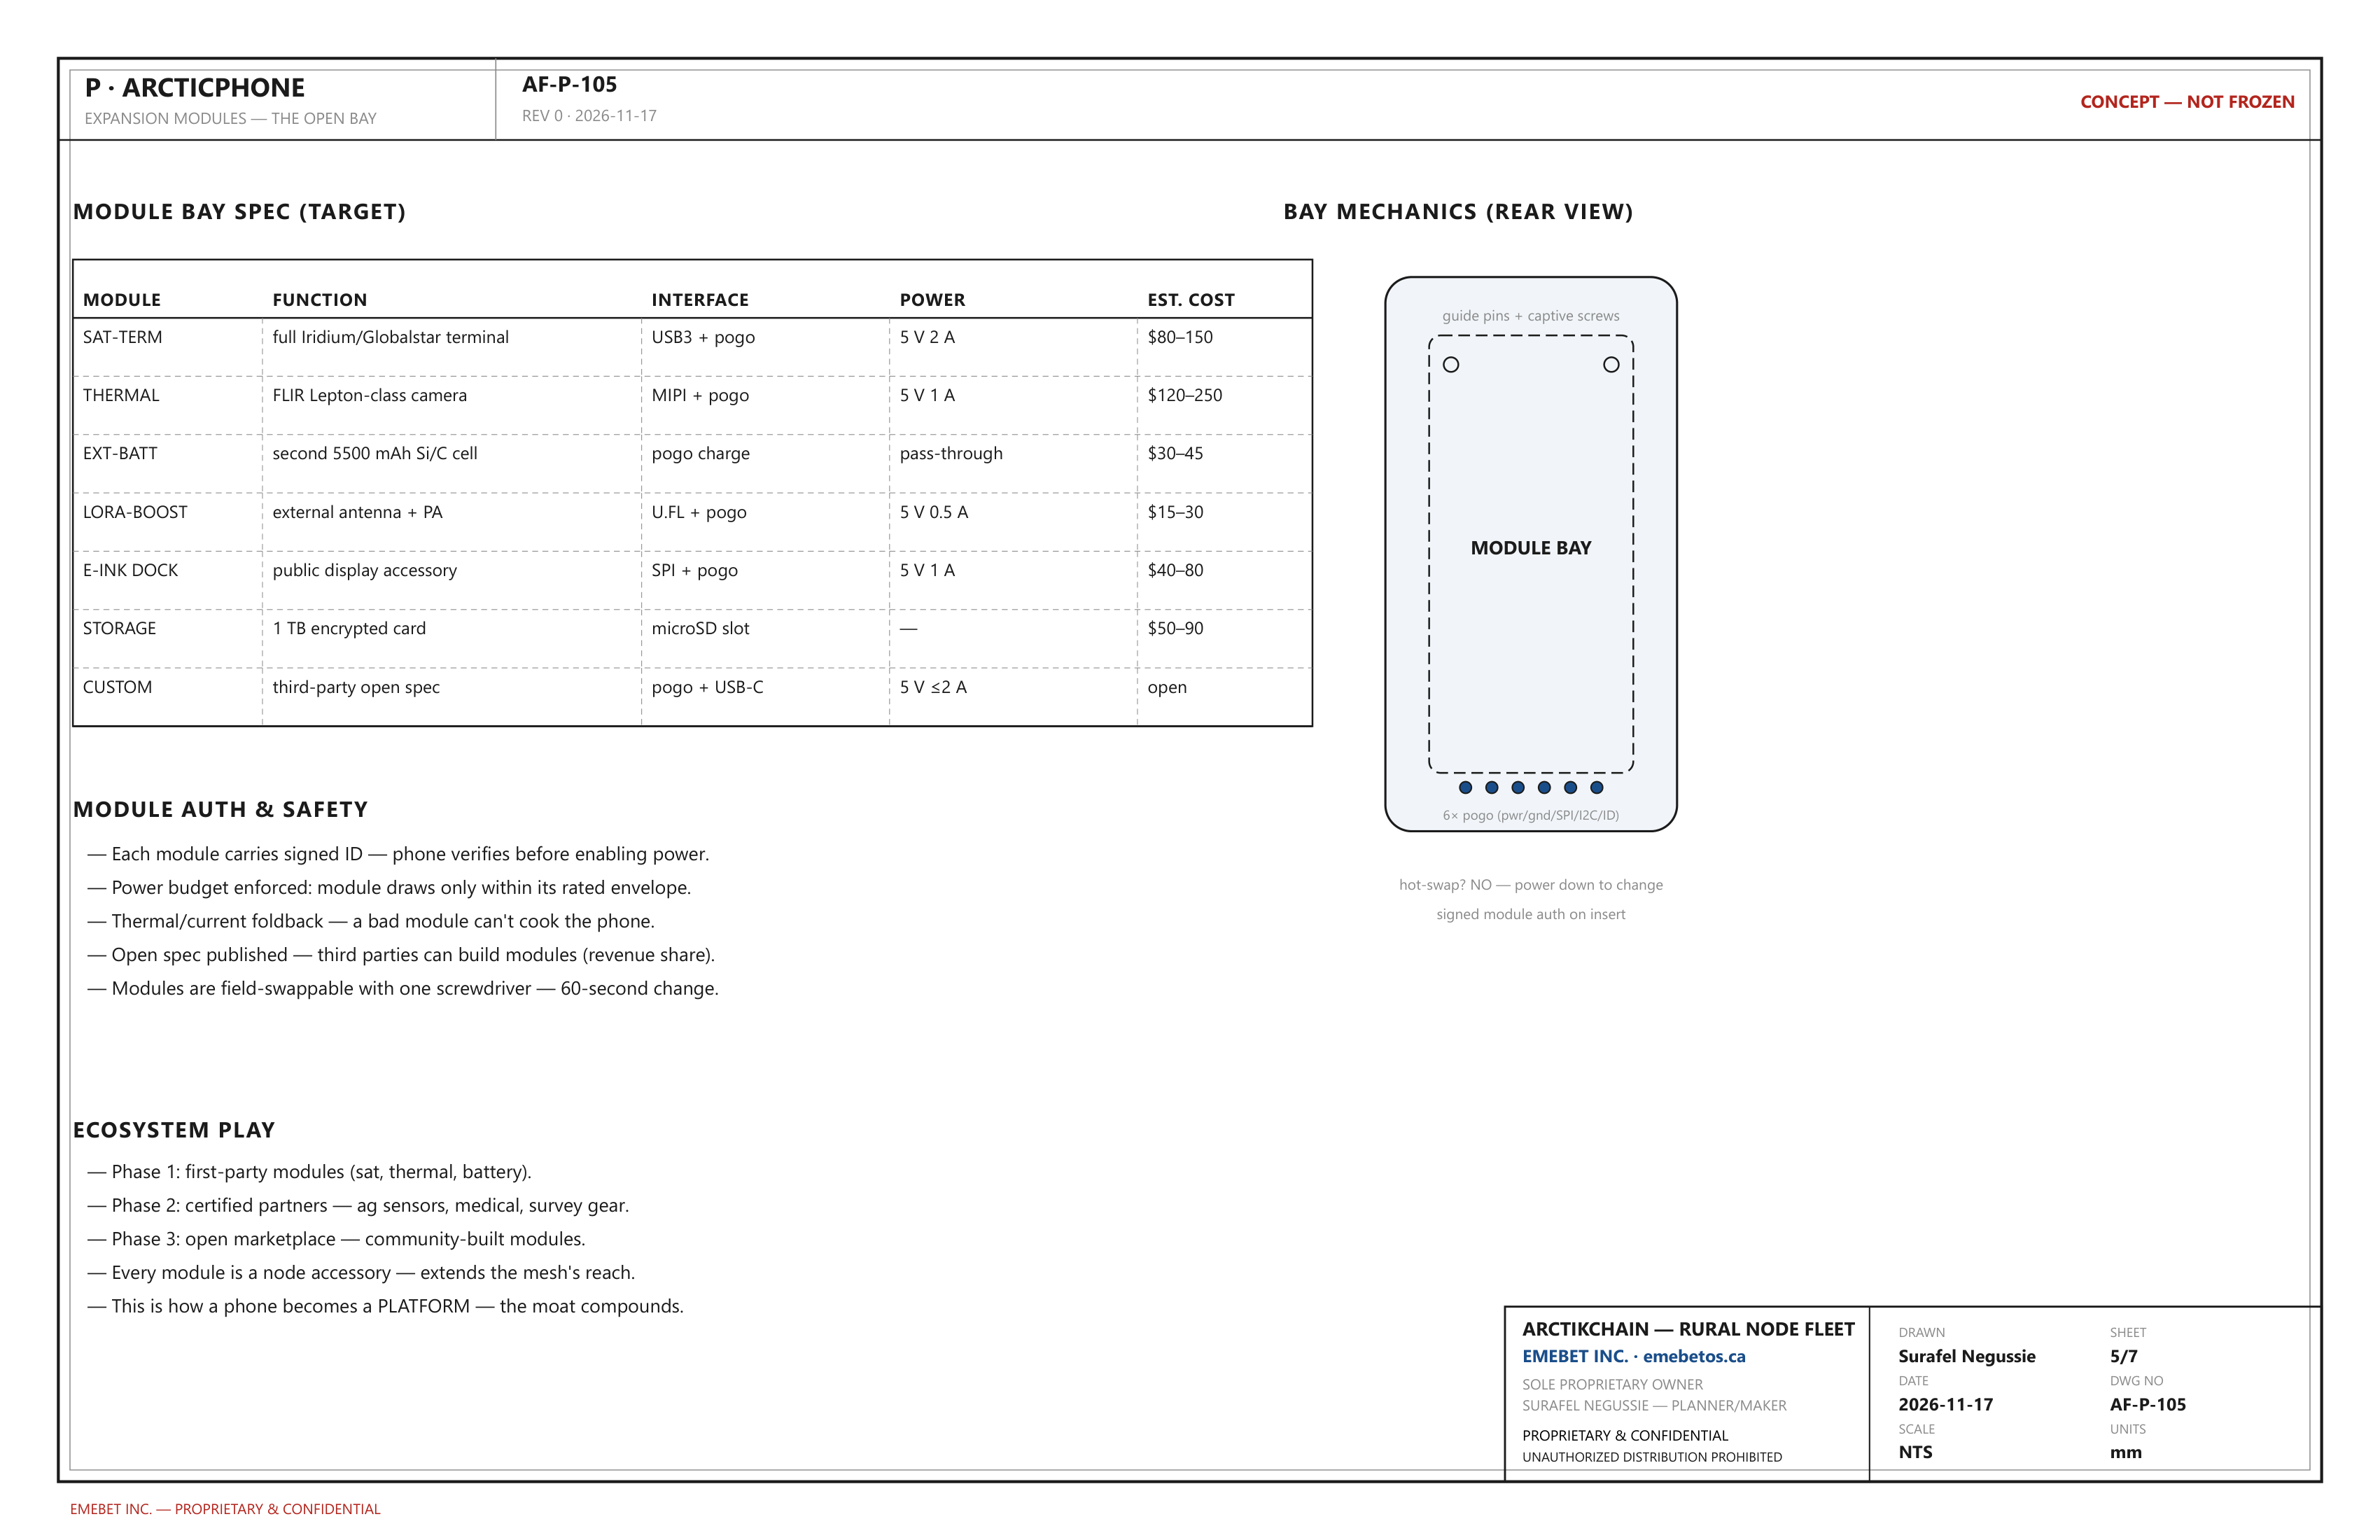 P · ARCTICPHONE
EXPANSION MODULES — THE OPEN BAY
AF-P-105
REV 0 · 2026-11-17
CONCEPT — NOT FROZEN
MODULE BAY SPEC (TARGET)
MODULE FUNCTION INTERFACE POWER EST. COST
SAT-TERM full Iridium/Globalstar terminal USB3 + pogo 5 V 2 A $80–150
THERMAL FLIR Lepton-class camera MIPI + pogo 5 V 1 A $120–250
EXT-BATT second 5500 mAh Si/C cell pogo charge pass-through $30–45
LORA-BOOST external antenna + PA U.FL + pogo 5 V 0.5 A $15–30
E-INK DOCK public display accessory SPI + pogo 5 V 1 A $40–80
STORAGE 1 TB encrypted card microSD slot — $50–90
CUSTOM third-party open spec pogo + USB-C 5 V ≤2 A open
BAY MECHANICS (REAR VIEW)
guide pins + captive screws
MODULE BAY
6× pogo (pwr/gnd/SPI/I2C/ID)
hot-swap? NO — power down to change
signed module auth on insert
MODULE AUTH & SAFETY
— Each module carries signed ID — phone verifies before enabling power.
— Power budget enforced: module draws only within its rated envelope.
— Thermal/current foldback — a bad module can't cook the phone.
— Open spec published — third parties can build modules (revenue share).
— Modules are field-swappable with one screwdriver — 60-second change.
ECOSYSTEM PLAY
— Phase 1: first-party modules (sat, thermal, battery).
— Phase 2: certified partners — ag sensors, medical, survey gear.
— Phase 3: open marketplace — community-built modules.
— Every module is a node accessory — extends the mesh's reach.
— This is how a phone becomes a PLATFORM — the moat compounds.
ARCTIKCHAIN — RURAL NODE FLEET
EMEBET INC. · emebetos.ca
SOLE PROPRIETARY OWNER
SURAFEL NEGUSSIE — PLANNER/MAKER
PROPRIETARY & CONFIDENTIAL
UNAUTHORIZED DISTRIBUTION PROHIBITED
DRAWN SHEET
Surafel Negussie 5/7
DATE DWG NO
2026-11-17 AF-P-105
SCALE UNITS
NTS mm
EMEBET INC. — PROPRIETARY & CONFIDENTIAL